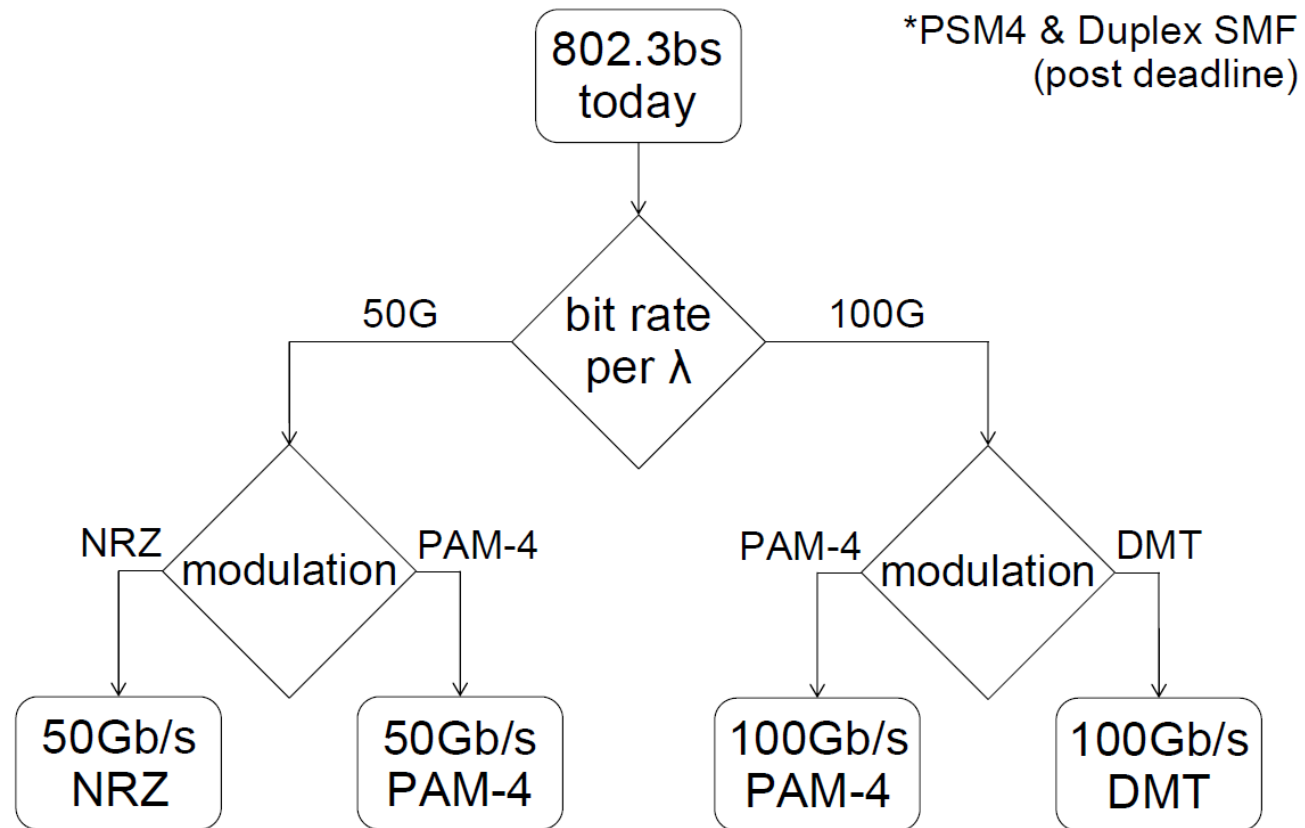 802.3bs
today
*PSM4 & Duplex SMF
(post deadline)
50G
bit rate
per λ
100G
NRZ
modulation
PAM-4
PAM-4
modulation
DMT
50Gb/s
NRZ
50Gb/s
PAM-4
100Gb/s
PAM-4
100Gb/s
DMT